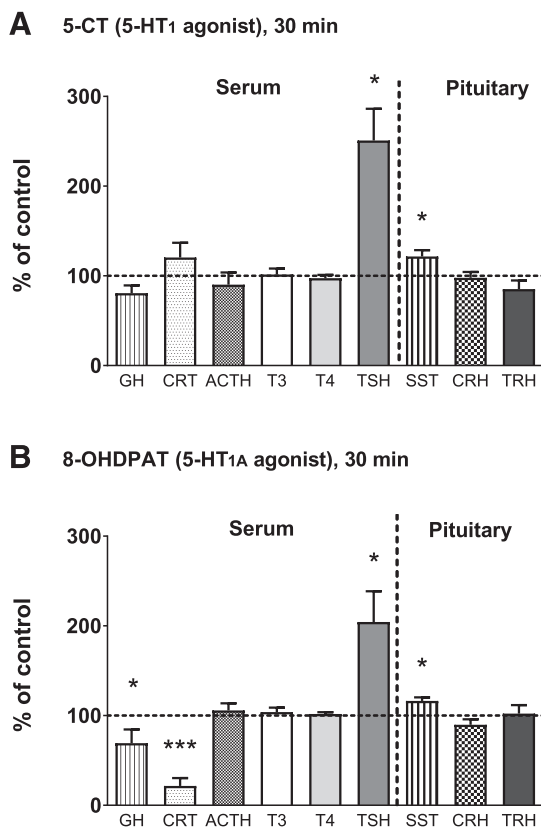 A 5-CT (5-HT1 agonist), 30 min
Serum Pituitary
% of control
300
200
100
0
*
*
GH CRT ACTH T3 T4 TSH SST CRH TRH
B 8-OHDPAT (5-HT1A agonist), 30 min
Serum Pituitary
% of control
300
200
100
0
*
***
*
*
GH CRT ACTH T3 T4 TSH SST CRH TRH